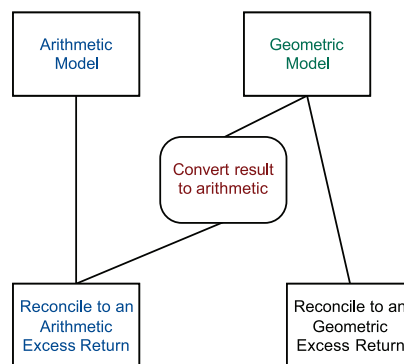 Arithmetic
Model
Geometric
Model
Convert result
to arithmetic
Reconcile to an
Arithmetic
Excess Return
Reconcile to an
Geometric
Excess Return